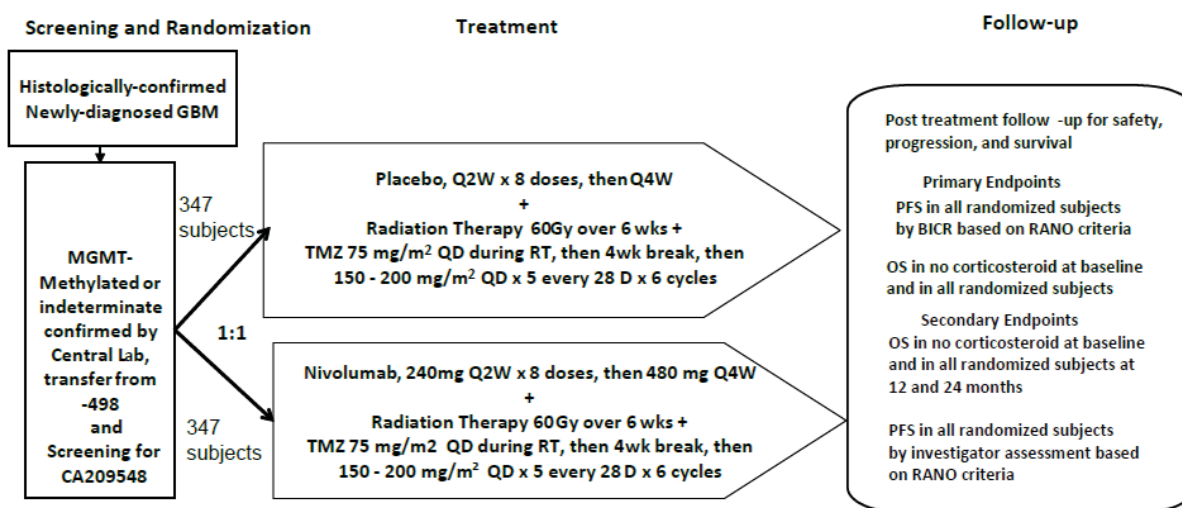 Screening and Randomization
Treatment
Follow-up
Histologically-confirmed
Newly-diagnosed GBM
MGMT-
Methylated or
indeterminate
confirmed by
Central Lab,
transfer from
-498
and
Screening for
CA209548
347
subjects
1:1
347
subjects
Placebo, Q2W x 8 doses, then Q4W
+
Radiation Therapy 60Gy over 6 wks +
TMZ 75 mg/m² QD during RT, then 4wk break, then
150 - 200 mg/m² QD x 5 every 28 D x 6 cycles
Nivolumab, 240mg Q2W x 8 doses, then 480 mg Q4W
+
Radiation Therapy 60Gy over 6 wks +
TMZ 75 mg/m2 QD during RT, then 4wk break, then
150 - 200 mg/m² QD x 5 every 28 D x 6 cycles
Post treatment follow -up for safety,
progression, and survival
Primary Endpoints
PFS in all randomized subjects
by BICR based on RANO criteria
OS in no corticosteroid at baseline
and in all randomized subjects
Secondary Endpoints
OS in no corticosteroid at baseline
and in all randomized subjects at
12 and 24 months
PFS in all randomized subjects
by investigator assessment based
on RANO criteria